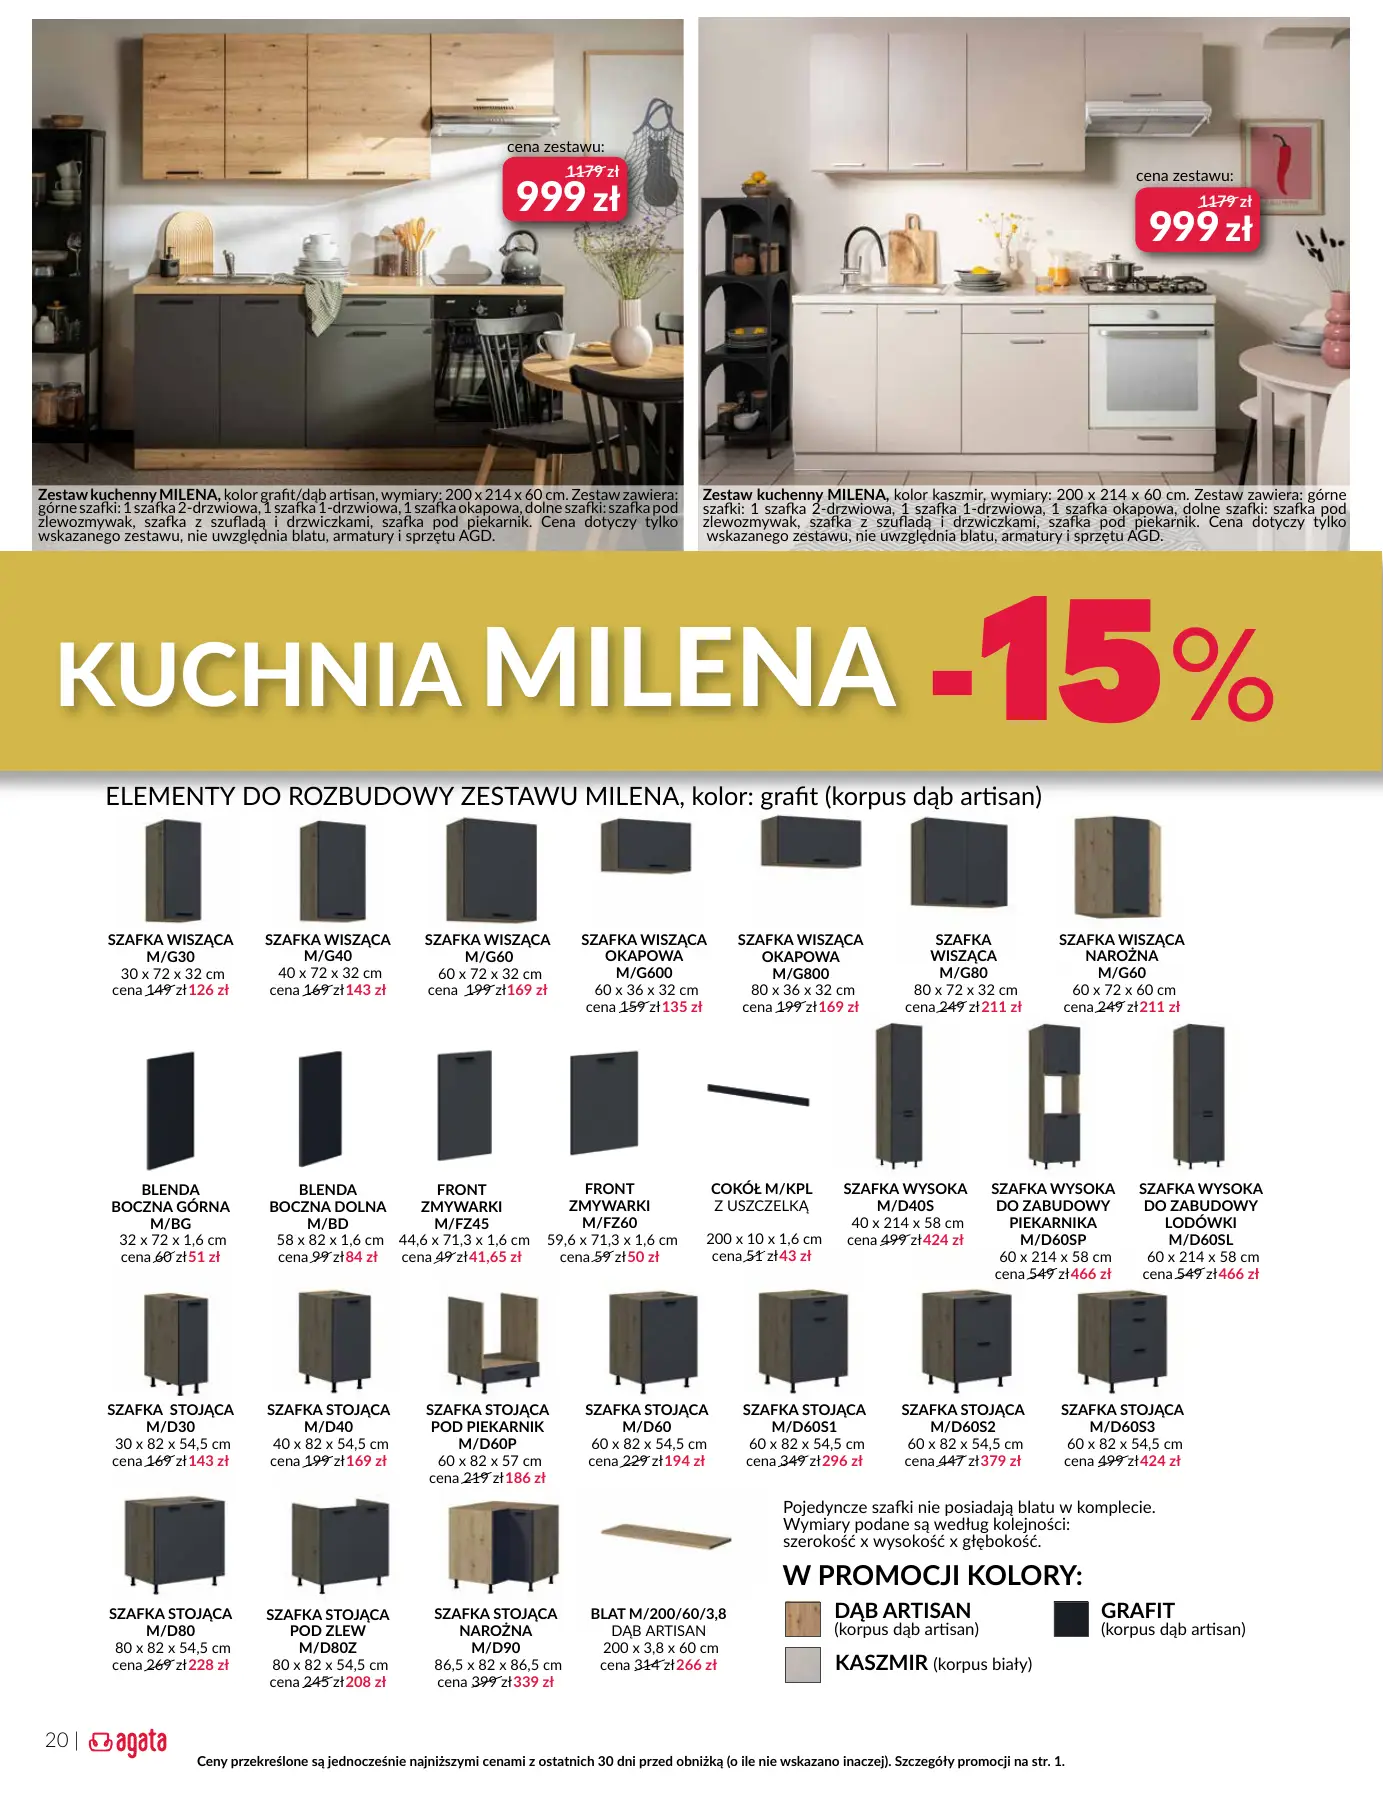 cena zestawu:
1179 zł
999 zł
cena zestawu:
1179 zł
999 zł
Zestaw kuchenny MILENA, kolor grafit/dąb artisan, wymiary: 200 x 214 x 60 cm. Zestaw zawiera:
górne szafki: 1 szafka 2-drzwiowa, 1 szafka 1-drzwiowa, 1 szafka okapowa, dolne szafki: szafka pod
zlewozmywak, szafka z szufladą i drzwiczkami, szafka pod piekarnik. Cena dotyczy tylko
wskazanego zestawu, nie uwzględnia blatu, armatury i sprzętu AGD.
Zestaw kuchenny MILENA, kolor kaszmir, wymiary: 200 x 214 x 60 cm. Zestaw zawiera: górne
szafki: 1 szafka 2-drzwiowa, 1 szafka 1-drzwiowa, 1 szafka okapowa, dolne szafki: szafka pod
zlewozmywak, szafka z szufladą i drzwiczkami, szafka pod piekarnik. Cena dotyczy tylko
wskazanego zestawu, nie uwzględnia blatu, armatury i sprzętu AGD.
KUCHNIA MILENA -15%
ELEMENTY DO ROZBUDOWY ZESTAWU MILENA, kolor: grafit (korpus dąb artisan)
SZAFKA WISZĄCA
M/G30
30 x 72 x 32 cm
cena 149 zł 126 zł
SZAFKA WISZĄCA
M/G40
40 x 72 x 32 cm
cena 169 zł 143 zł
SZAFKA WISZĄCA
M/G60
60 x 72 x 32 cm
cena 199 zł 169 zł
SZAFKA WISZĄCA
OKAPOWA
M/G600
60 x 36 x 32 cm
cena 159 zł 135 zł
SZAFKA WISZĄCA
OKAPOWA
M/G800
80 x 36 x 32 cm
cena 199 zł 169 zł
SZAFKA
WISZĄCA
M/G80
80 x 72 x 32 cm
cena 249 zł 211 zł
SZAFKA WISZĄCA
NAROŻNA
M/G60
60 x 72 x 60 cm
cena 249 zł 211 zł
BLENDA
BOCZNA GÓRNA
M/BG
32 x 72 x 1,6 cm
cena 60 zł 51 zł
BLENDA
BOCZNA DOLNA
M/BD
58 x 82 x 1,6 cm
cena 99 zł 84 zł
FRONT
ZMYWARKI
M/FZ45
44,6 x 71,3 x 1,6 cm
cena 49 zł 41,65 zł
FRONT
ZMYWARKI
M/FZ60
59,6 x 71,3 x 1,6 cm
cena 59 zł 50 zł
COKÓŁ M/KPL
Z USZCZELKĄ
200 x 10 x 1,6 cm
cena 51 zł 43 zł
SZAFKA WYSOKA
M/D40S
40 x 214 x 58 cm
cena 499 zł 424 zł
SZAFKA WYSOKA
DO ZABUDOWY
PIEKARNIKA
M/D60SP
60 x 214 x 58 cm
cena 549 zł 466 zł
SZAFKA WYSOKA
DO ZABUDOWY
LODÓWKI
M/D60SL
60 x 214 x 58 cm
cena 549 zł 466 zł
SZAFKA STOJĄCA
M/D30
30 x 82 x 54,5 cm
cena 169 zł 143 zł
SZAFKA STOJĄCA
M/D40
40 x 82 x 54,5 cm
cena 199 zł 169 zł
SZAFKA STOJĄCA
POD PIEKARNIK
M/D60P
60 x 82 x 57 cm
cena 219 zł 186 zł
SZAFKA STOJĄCA
M/D60
60 x 82 x 54,5 cm
cena 229 zł 194 zł
SZAFKA STOJĄCA
M/D60S1
60 x 82 x 54,5 cm
cena 349 zł 296 zł
SZAFKA STOJĄCA
M/D60S2
60 x 82 x 54,5 cm
cena 447 zł 379 zł
SZAFKA STOJĄCA
M/D60S3
60 x 82 x 54,5 cm
cena 499 zł 424 zł
SZAFKA STOJĄCA
M/D80
80 x 82 x 54,5 cm
cena 269 zł 228 zł
SZAFKA STOJĄCA
POD ZLEW
M/D80Z
80 x 82 x 54,5 cm
cena 245 zł 208 zł
SZAFKA STOJĄCA
NAROŻNA
M/D90
86,5 x 82 x 86,5 cm
cena 399 zł 339 zł
BLAT M/200/60/3,8
DĄB ARTISAN
200 x 3,8 x 60 cm
cena 314 zł 266 zł
Pojedyncze szafki nie posiadają blatu w komplecie.
Wymiary podane są według kolejności:
szerokość x wysokość x głębokość.
W PROMOCJI KOLORY:
DĄB ARTISAN
(korpus dąb artisan)
GRAFIT
(korpus dąb artisan)
KASZMIR (korpus biały)
20 | agata
Ceny przekreślone są jednocześnie najniższymi cenami z ostatnich 30 dni przed obniżką (o ile nie wskazano inaczej). Szczegóły promocji na str. 1.